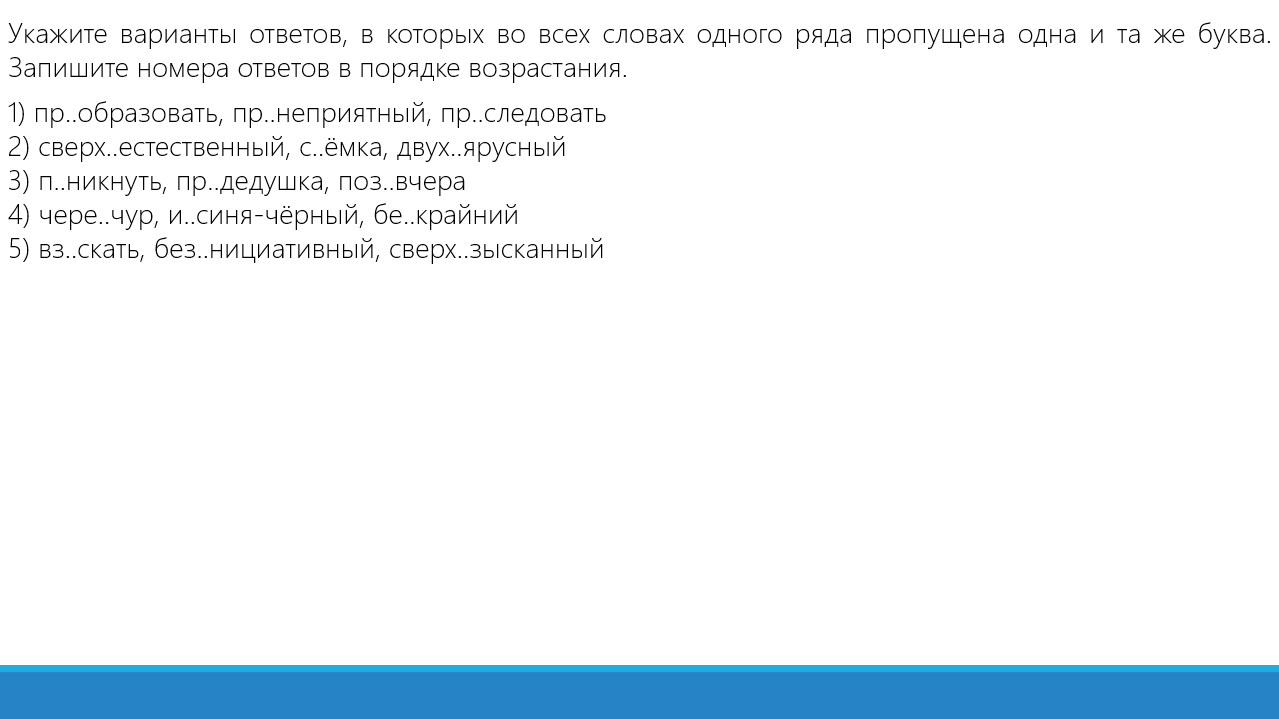 Укажите варианты ответов, в которых во всех словах одного ряда пропущена одна и та же буква.
Запишите номера ответов в порядке возрастания.
1) пр..образовать, пр..неприятный, пр..следовать
2) сверх..естественный, с..ёмка, двух..ярусный
3) п..никнуть, пр..дедушка, поз..вчера
4) чере..чур, и..синя-чёрный, бе..крайний
5) вз..скать, без..нициативный, сверх..зысканный